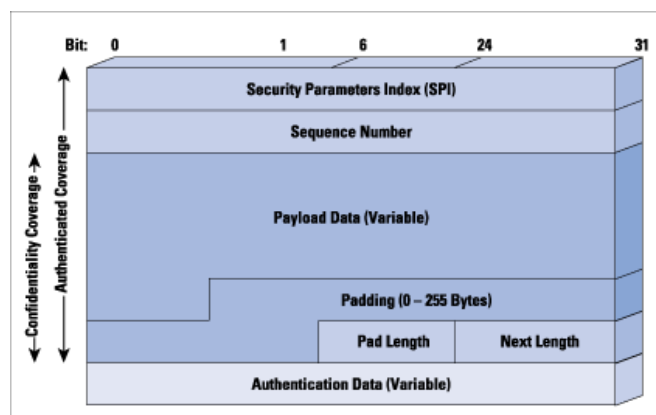 Bit: 0 1 6 24 31
Security Parameters Index (SPI)
Sequence Number
Confidentiality Coverage
Authenticated Coverage
Payload Data (Variable)
Padding (0 – 255 Bytes)
Pad Length Next Length
Authentication Data (Variable)